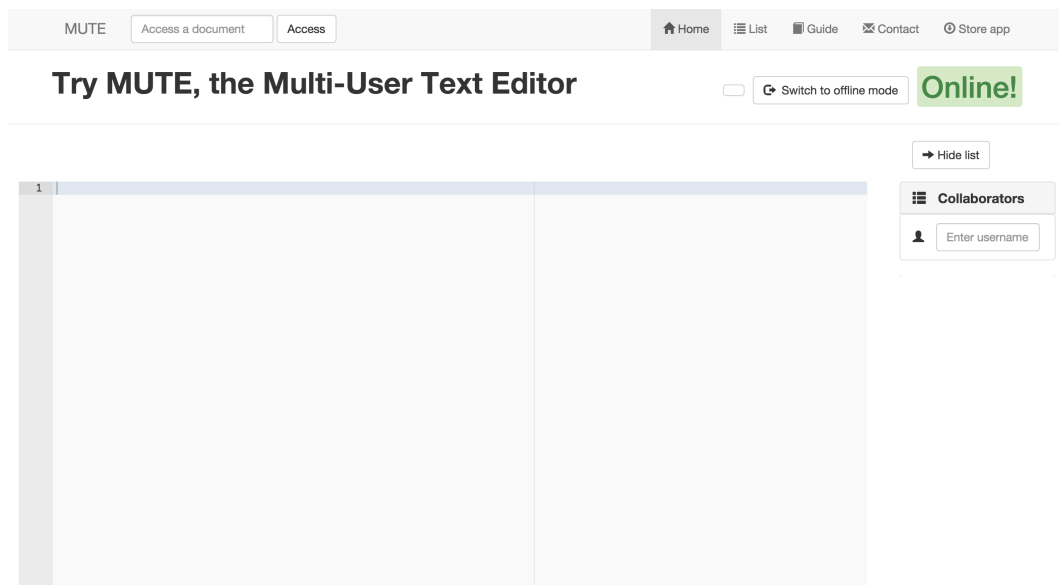 MUTE Access a document Access Home List Guide Contact Store app
Try MUTE, the Multi-User Text Editor Switch to offline mode Online!
Hide list
1
Collaborators
Enter username